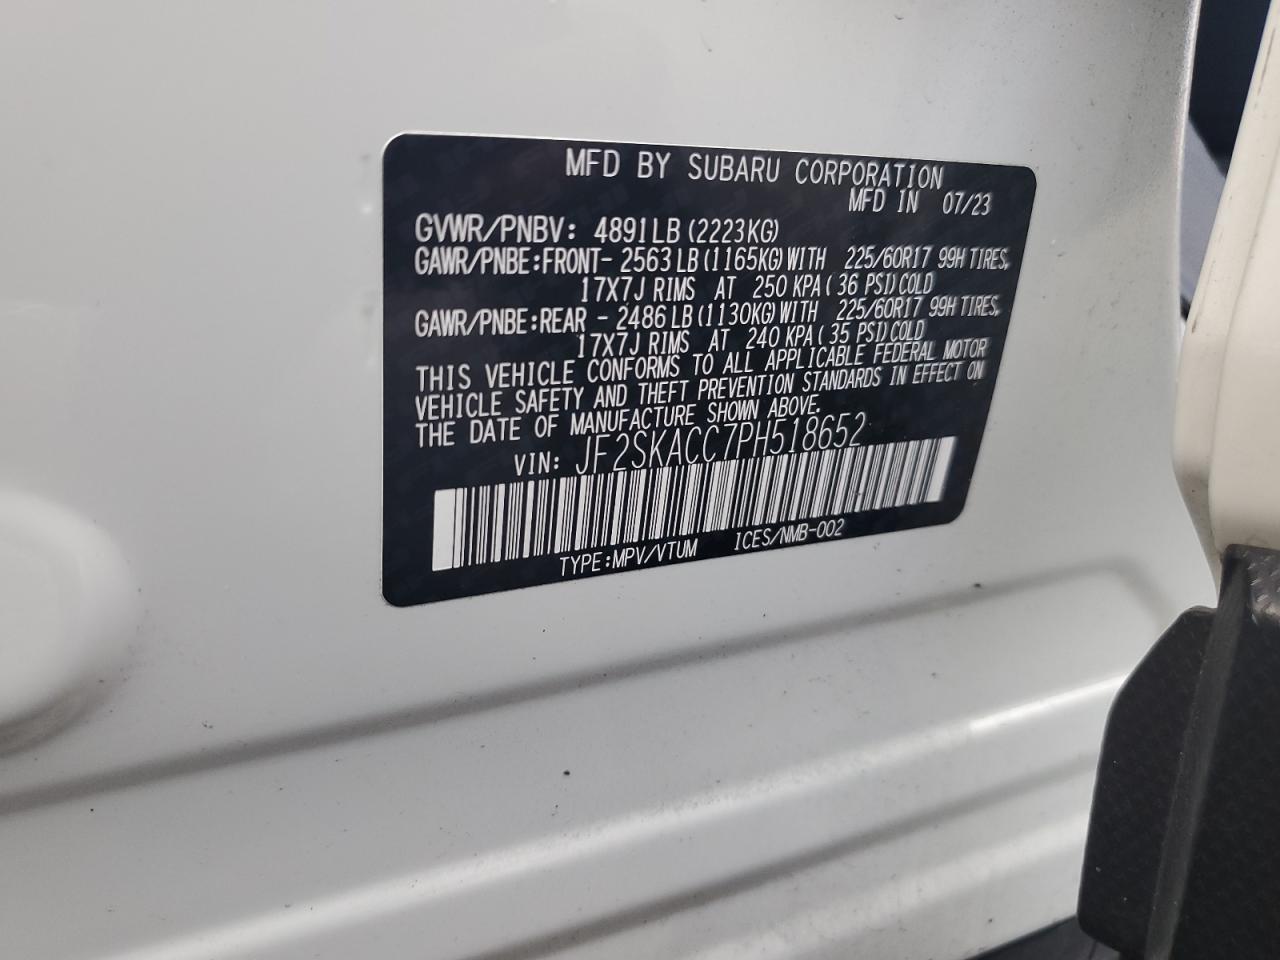 MFD BY SUBARU CORPORATION
MFD IN 07/23
GVWR/PNBV: 4891LB(2223KG)
GAWR/PNBE:FRONT- 2563LB(1165KG)WITH 225/60R17 99H TIRES,
17X7J RIMS AT 250 KPA( 36 PSI)COLD
GAWR/PNBE:REAR - 2486LB(1130KG)WITH 225/60R17 99H TIRES,
17X7J RIMS AT 240 KPA( 35 PSI)COLD
THIS VEHICLE CONFORMS TO ALL APPLICABLE FEDERAL MOTOR
VEHICLE SAFETY AND THEFT PREVENTION STANDARDS IN EFFECT ON
THE DATE OF MANUFACTURE SHOWN ABOVE.
VIN: JF2SKACC7PH518652
TYPE:MPV/VTUM ICES/NMB-002